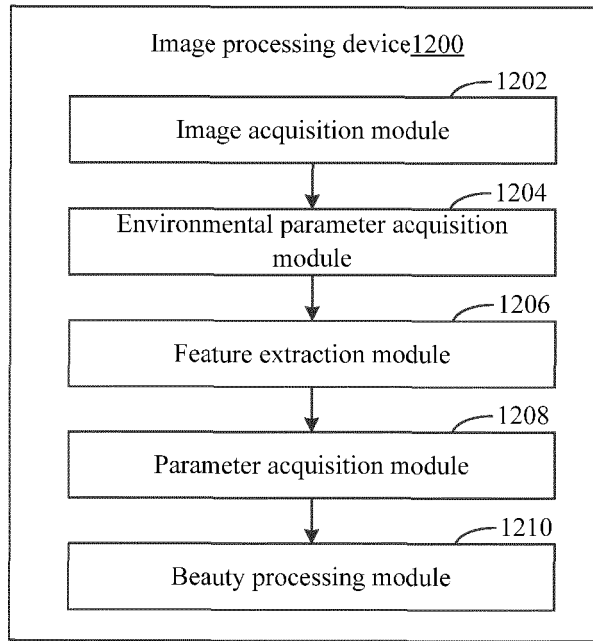 Image processing device1200
1202
Image acquisition module
1204
Environmental parameter acquisition
module
1206
Feature extraction module
1208
Parameter acquisition module
1210
Beauty processing module